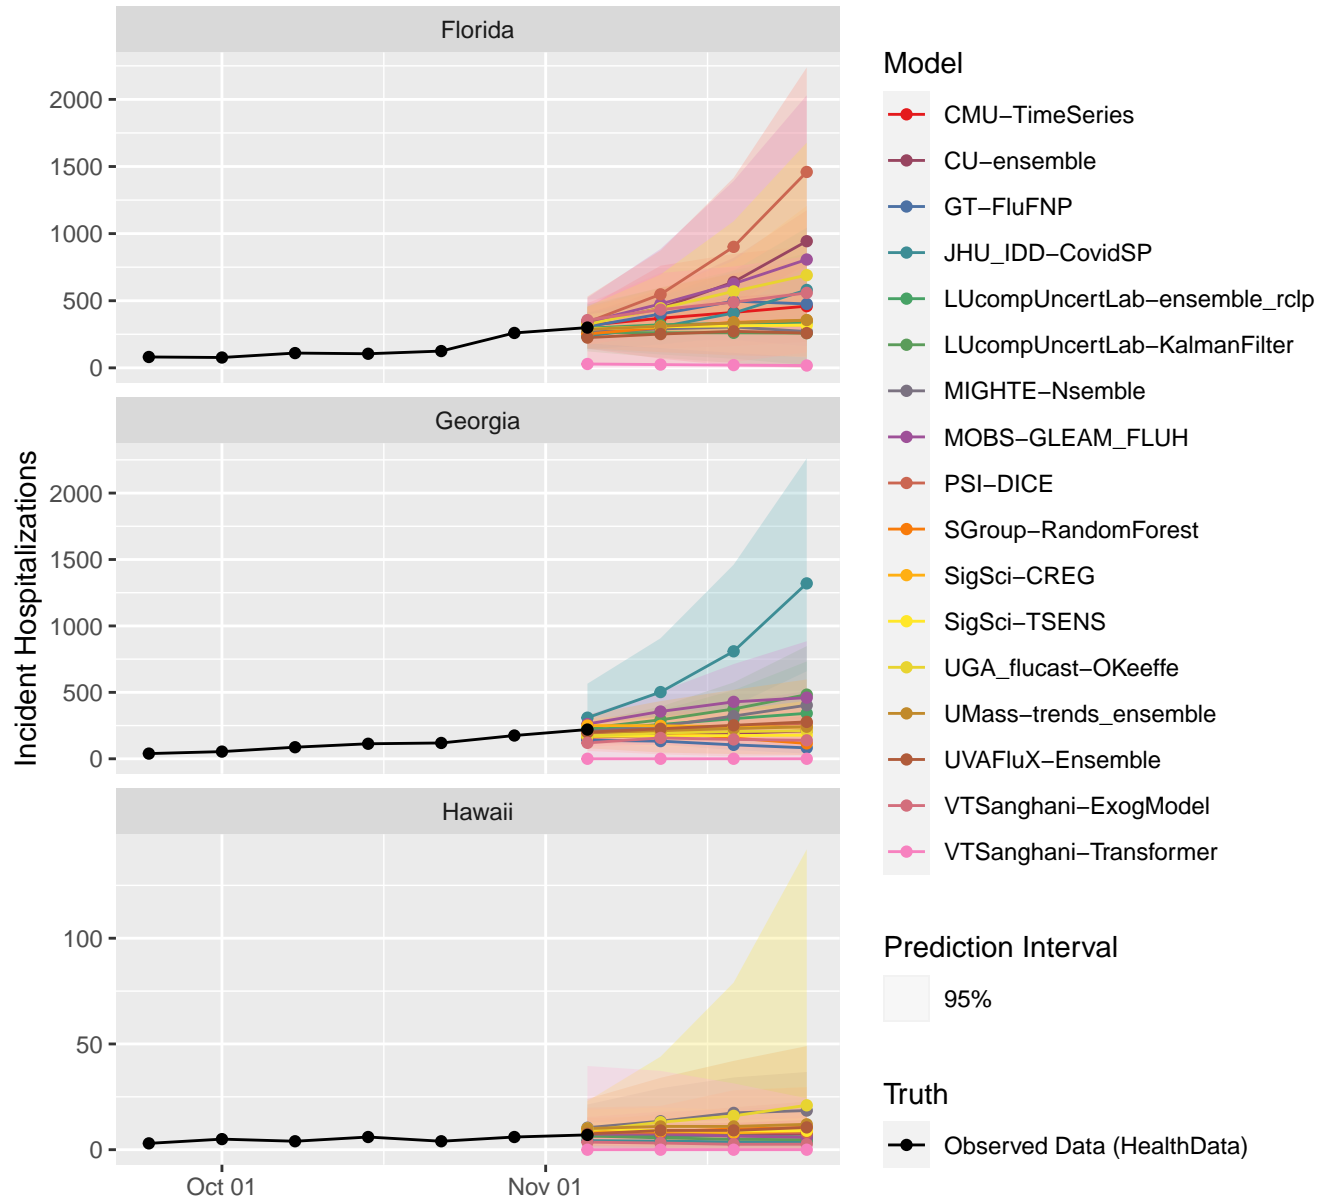 Florida
2000
1500
1000
500
0
Georgia
2000
1500
1000
500
0
Hawaii
100
50
0
Oct 01
Nov 01
Incident Hospitalizations
Model
CMU−TimeSeries
CU−ensemble
GT−FluFNP
JHU_IDD−CovidSP
LUcompUncertLab−ensemble_rclp
LUcompUncertLab−KalmanFilter
MIGHTE−Nsemble
MOBS−GLEAM_FLUH
PSI−DICE
SGroup−RandomForest
SigSci−CREG
SigSci−TSENS
UGA_flucast−OKeeffe
UMass−trends_ensemble
UVAFluX−Ensemble
VTSanghani−ExogModel
VTSanghani−Transformer
Prediction Interval
95%
Truth
Observed Data (HealthData)